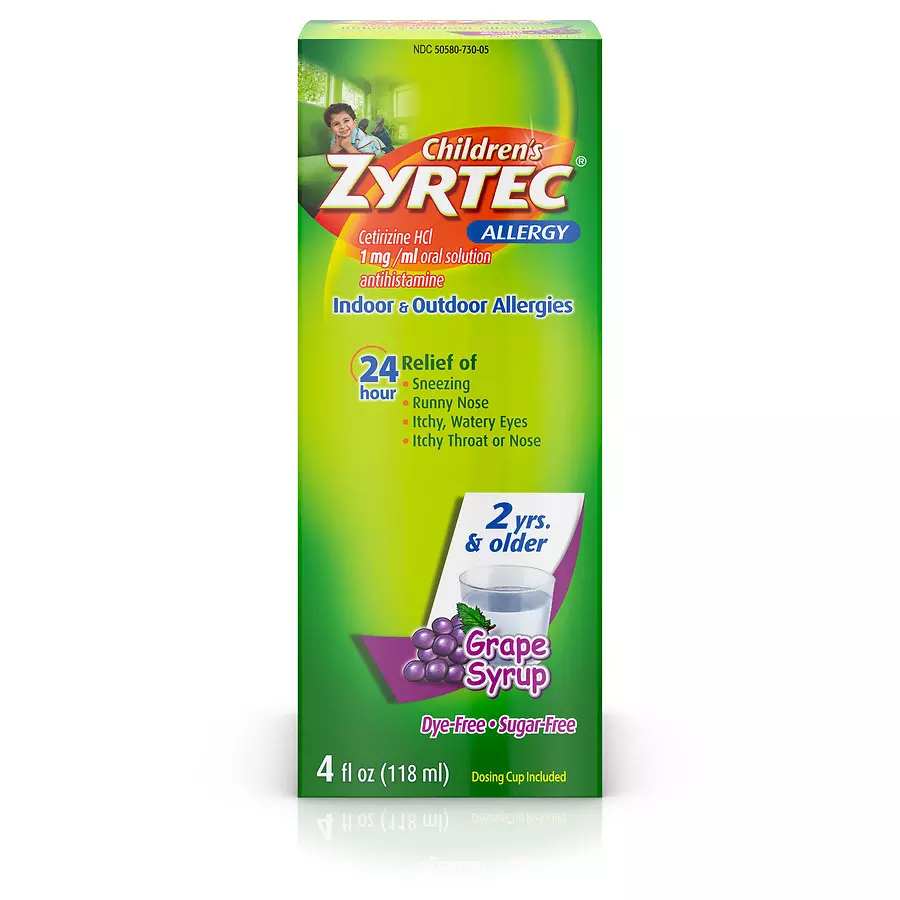 NDC 50580-730-05
Children's
ZYRTEC®
ALLERGY
Cetirizine HCl
1 mg /ml oral solution
antihistamine
Indoor & Outdoor Allergies
24 hour
Relief of
• Sneezing
• Runny Nose
• Itchy, Watery Eyes
• Itchy Throat or Nose
2 yrs.
& older
Grape
Syrup
Dye-Free • Sugar-Free
4 fl oz (118 ml)
Dosing Cup Included